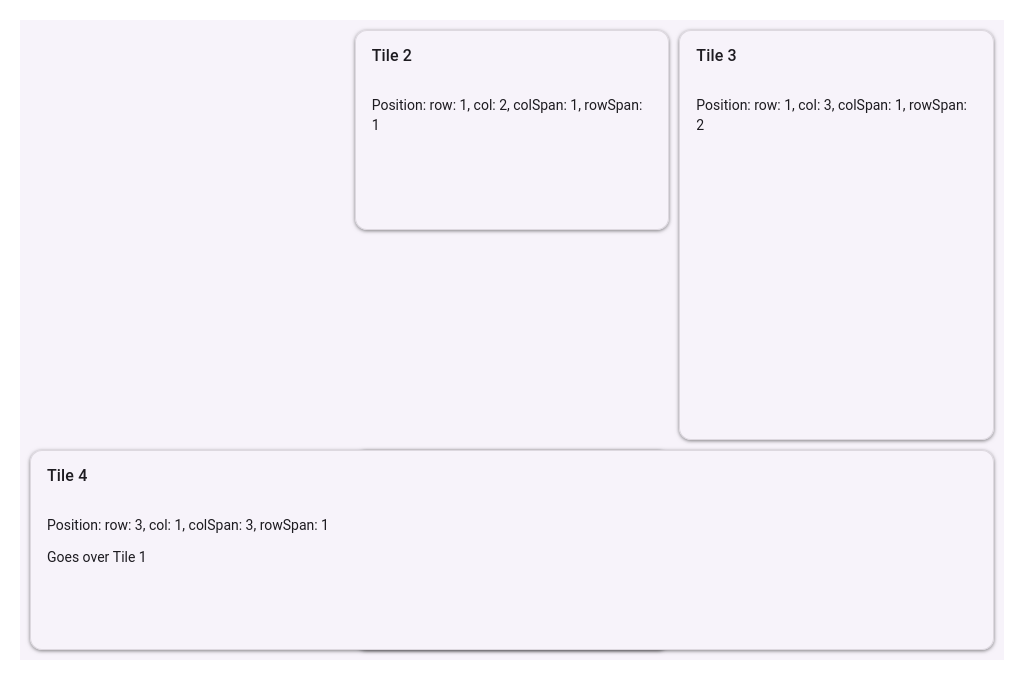 Tile 2
Position: row: 1, col: 2, colSpan: 1, rowSpan:
1
Tile 3
Position: row: 1, col: 3, colSpan: 1, rowSpan:
2
Tile 4
Position: row: 3, col: 1, colSpan: 3, rowSpan: 1
Goes over Tile 1